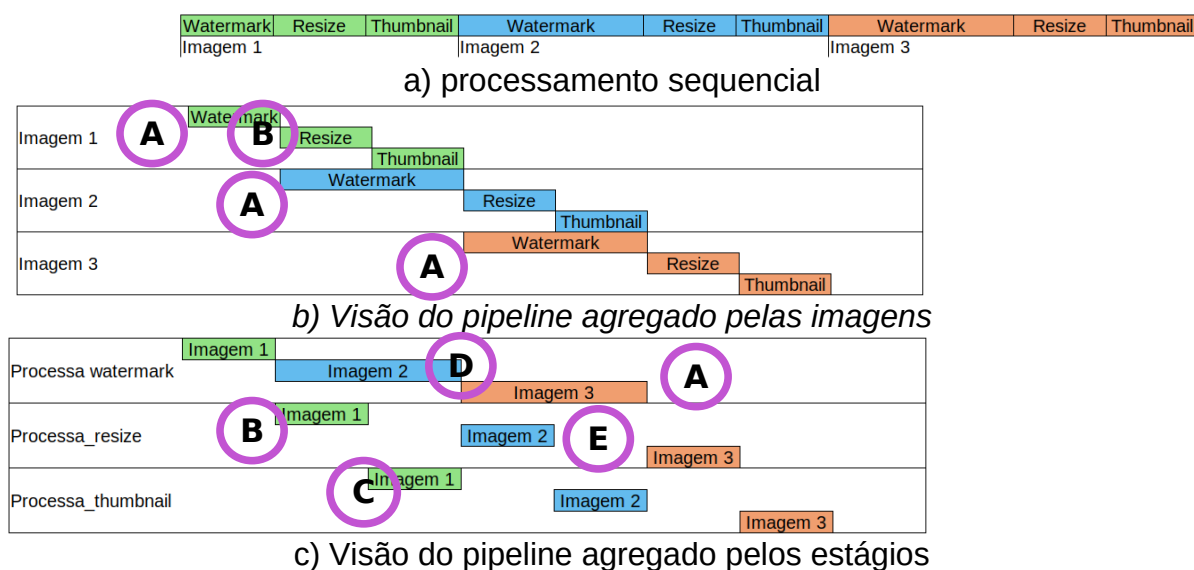 Watermark Resize Thumbnail Watermark Resize Thumbnail Watermark Resize Thumbnail
Imagem 1 Imagem 2 Imagem 3
a) processamento sequencial
Watermark
A B
Imagem 1
Resize
Thumbnail
Watermark
Imagem 2
A
Resize
Thumbnail
Watermark
Imagem 3
A
Resize
Thumbnail
b) Visão do pipeline agregado pelas imagens
Imagem 1
Processa watermark
Imagem 2
D
A
Imagem 3
Imagem 1
B
Processa_resize
Imagem 2
E
Imagem 3
Imagem 1
C
Processa_thumbnail
Imagem 2
Imagem 3
c) Visão do pipeline agregado pelos estágios